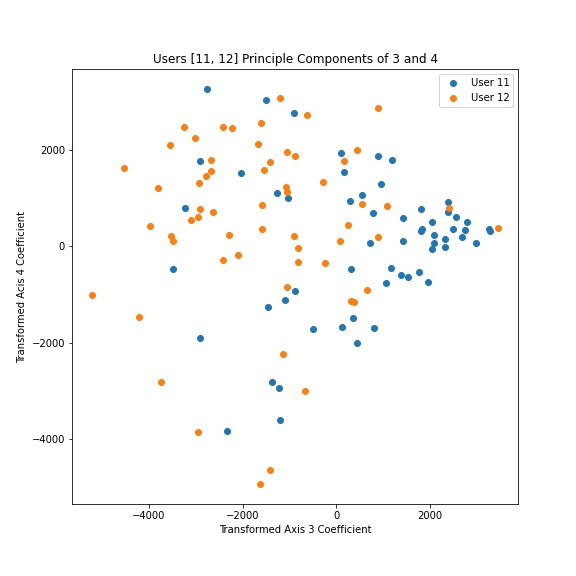 Users [11, 12] Principle Components of 3 and 4
User 11
User 12
Transformed Acis 4 Coefficient
2000
0
−2000
−4000
−4000
−2000
0
2000
Transformed Axis 3 Coefficient